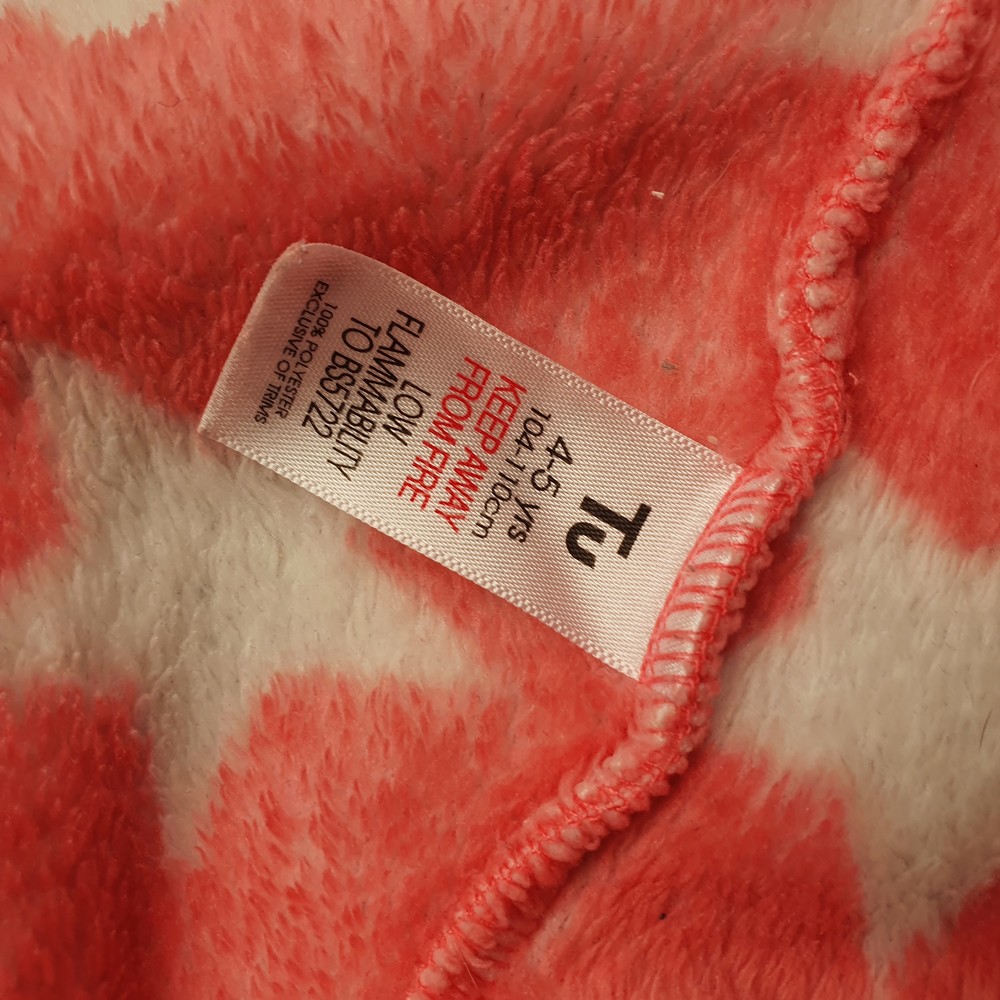 Tu
4-5 yrs
104-110cm
KEEP AWAY
FROM FIRE
LOW
FLAMMABILITY
TO BS5722
100% POLYESTER
EXCLUSIVE OF TRIMS